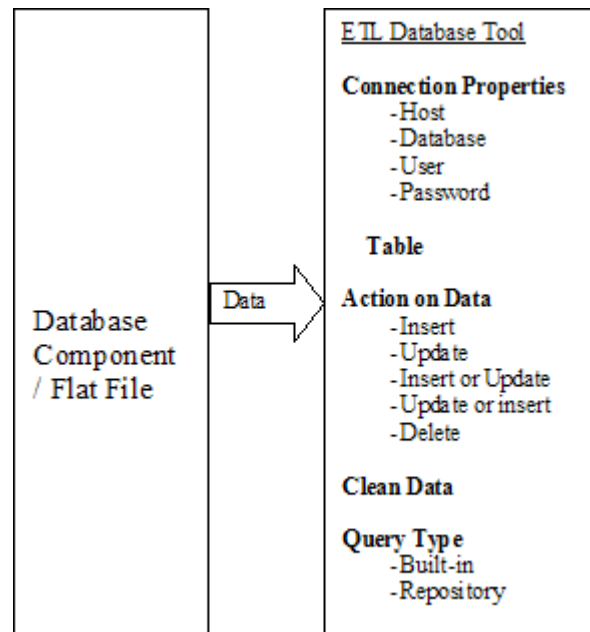 Database
Component
/ Flat File
Data
ETL Database Tool
Connection Properties
-Host
-Database
-User
-Password
Table
Action on Data
-Insert
-Update
-Insert or Update
-Update or insert
-Delete
Clean Data
Query Type
-Built-in
-Repository